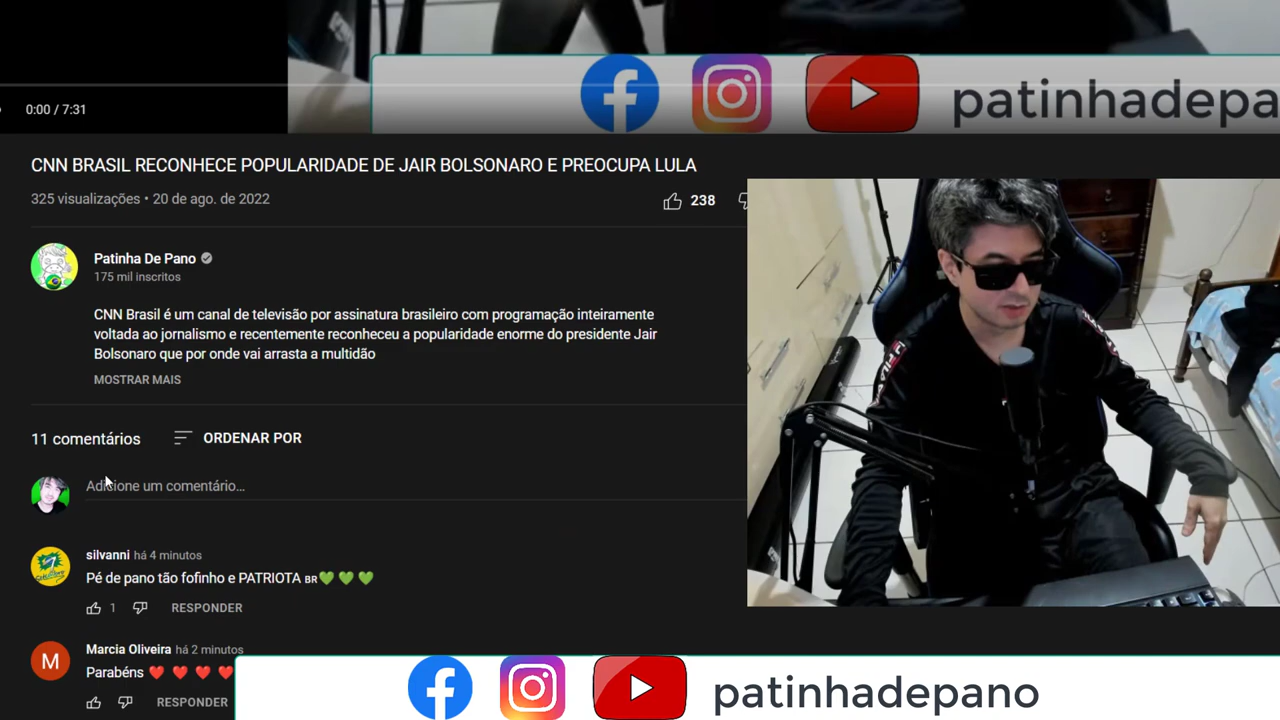 patinhadepa
0:00 / 7:31
CNN BRASIL RECONHECE POPULARIDADE DE JAIR BOLSONARO E PREOCUPA LULA
325 visualizações • 20 de ago. de 2022
238
Patinha De Pano
175 mil inscritos
CNN Brasil é um canal de televisão por assinatura brasileiro com programação inteiramente
voltada ao jornalismo e recentemente reconheceu a popularidade enorme do presidente Jair
Bolsonaro que por onde vai arrasta a multidão
MOSTRAR MAIS
11 comentários
ORDENAR POR
Adicione um comentário...
silvanni há 4 minutos
Pé de pano tão fofinho e PATRIOTA BR💚💚💚
1 RESPONDER
M
Marcia Oliveira há 2 minutos
Parabéns ❤️ ❤️ ❤️ ❤️
RESPONDER
patinhadepano